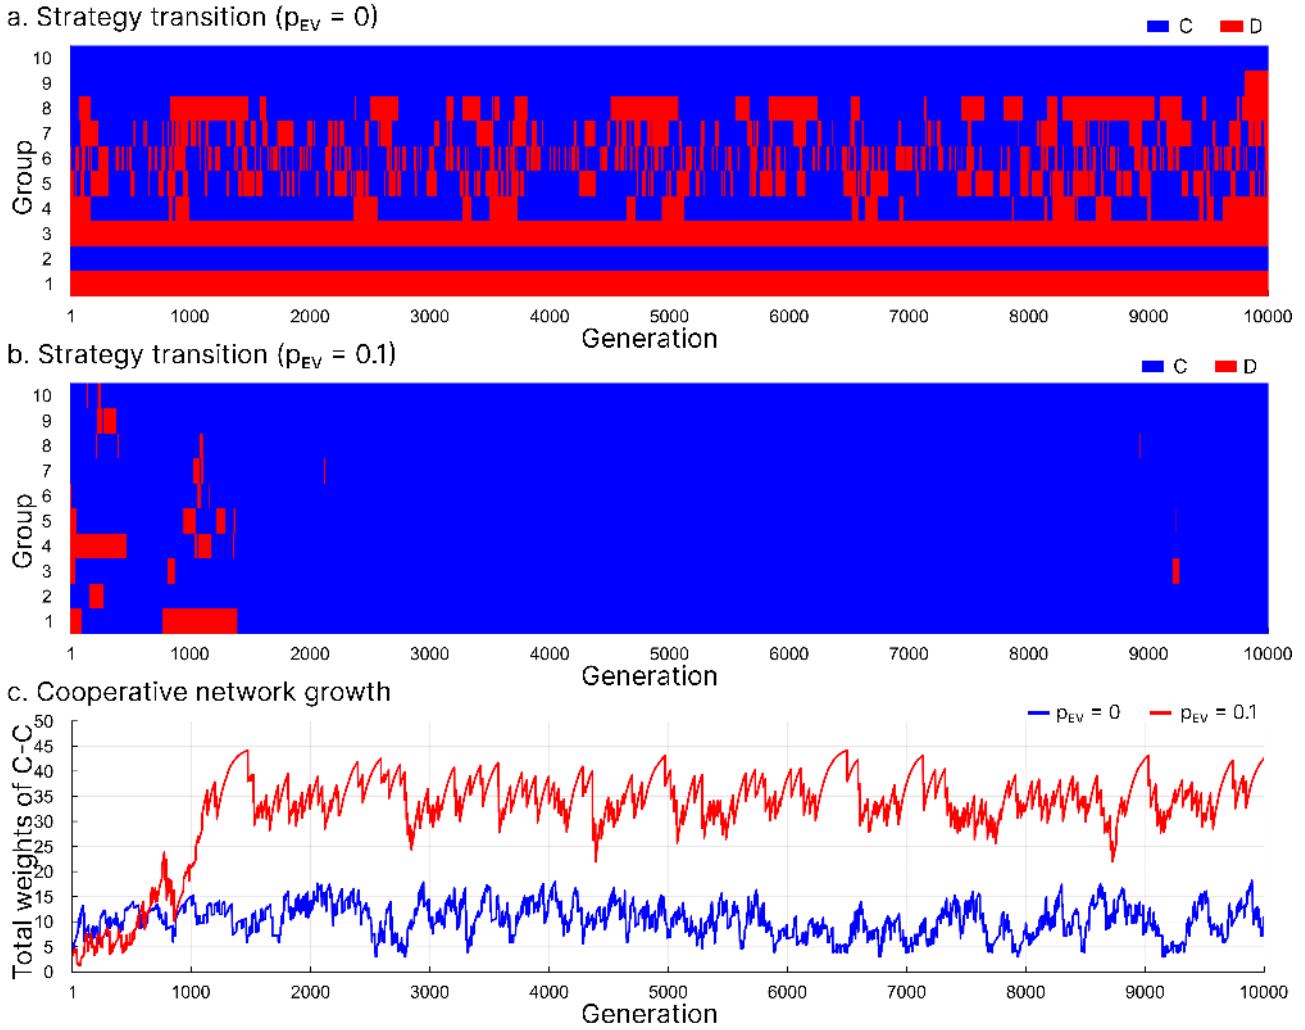 a. Strategy transition (pEV = 0)
C D
Group
10
9
8
7
6
5
4
3
2
1
1 1000 2000 3000 4000 5000 6000 7000 8000 9000 10000
Generation
b. Strategy transition (pEV = 0.1)
C D
Group
10
9
8
7
6
5
4
3
2
1
1 1000 2000 3000 4000 5000 6000 7000 8000 9000 10000
Generation
c. Cooperative network growth
pEV = 0 pEV = 0.1
Total weights of C-C
50
45
40
35
30
25
20
15
10
5
0
1 1000 2000 3000 4000 5000 6000 7000 8000 9000 10000
Generation